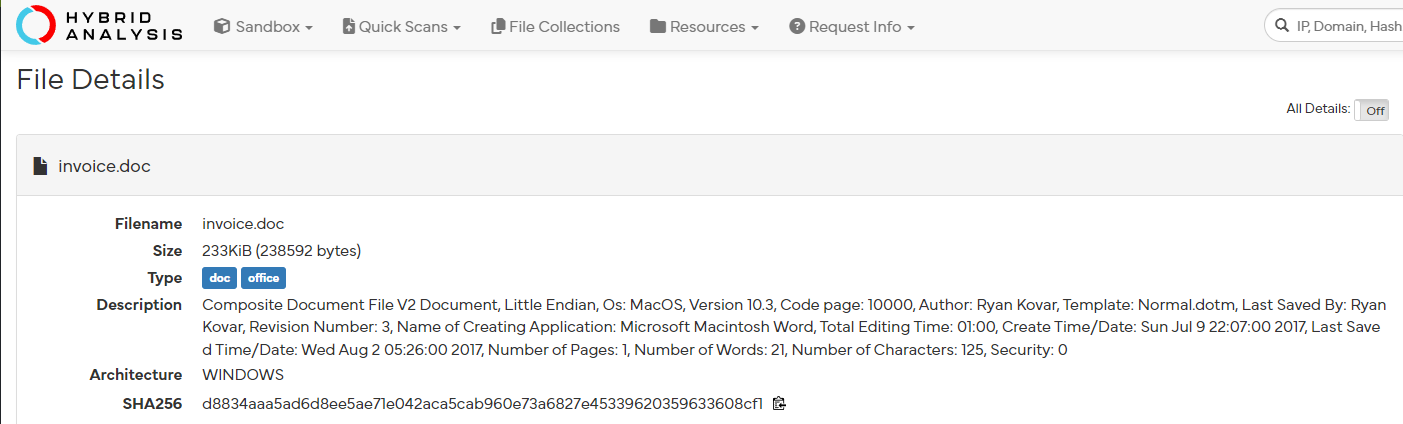 HYBRID
ANALYSIS
Sandbox
Quick Scans
File Collections
Resources
Request Info
IP, Domain, Hash
File Details
All Details: Off
invoice.doc
Filename invoice.doc
Size 233KiB (238592 bytes)
Type doc office
Description Composite Document File V2 Document, Little Endian, Os: MacOS, Version 10.3, Code page: 10000, Author: Ryan Kovar, Template: Normal.dotm, Last Saved By: Ryan
Kovar, Revision Number: 3, Name of Creating Application: Microsoft Macintosh Word, Total Editing Time: 01:00, Create Time/Date: Sun Jul 9 22:07:00 2017, Last Save
d Time/Date: Wed Aug 2 05:26:00 2017, Number of Pages: 1, Number of Words: 21, Number of Characters: 125, Security: 0
Architecture WINDOWS
SHA256 d8834aaa5ad6d8ee5ae71e042aca5cab960e73a6827e45339620359633608cf1